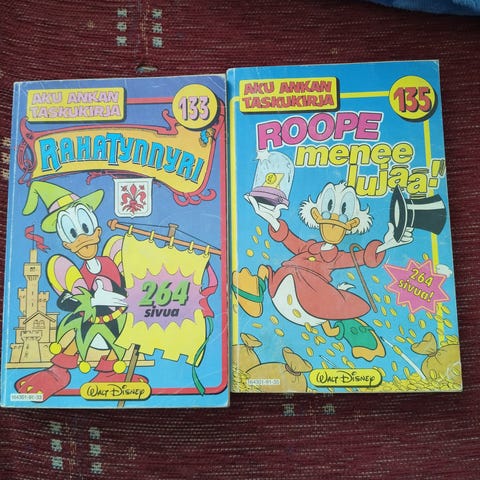 AKU ANKAN
TASKUKIRJA
133
RAHATYNNYRI
264
sivua
WALT DISNEY
AKU ANKAN
TASKUKIRJA
135
ROOPE
menee
lujaa!
264
sivua!
WALT DISNEY